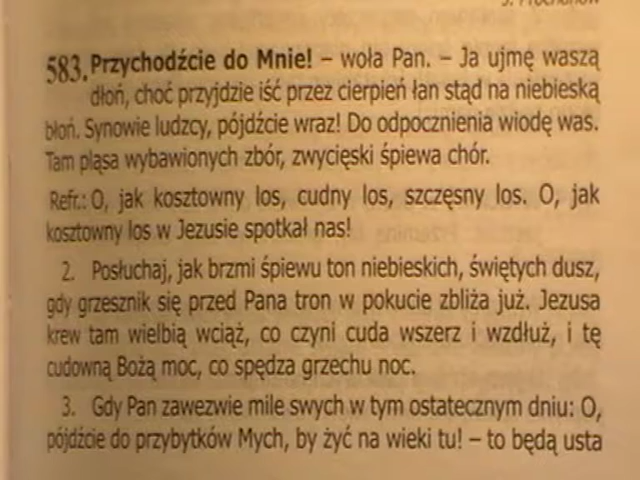 J. Prochanow
583. Przychodźcie do Mnie! – woła Pan. – Ja ujmę waszą
dłoń, choć przyjdzie iść przez cierpień łan stąd na niebieską
błoń. Synowie ludzcy, pójdźcie wraz! Do odpocznienia wiodę was.
Tam pląsa wybawionych zbór, zwycięski śpiewa chór.
Refr.: O, jak kosztowny los, cudny los, szczęsny los. O, jak
kosztowny los w Jezusie spotkał nas!
2. Posłuchaj, jak brzmi śpiewu ton niebieskich, świętych dusz,
gdy grzesznik się przed Pana tron w pokucie zbliża już. Jezusa
krew tam wielbią wciąż, co czyni cuda wszerz i wzdłuż, i tę
cudowną Bożą moc, co spędza grzechu noc.
3. Gdy Pan zawezwie mile swych w tym ostatecznym dniu: O,
pójdźcie do przybytków Mych, by żyć na wieki tu! – to będą usta